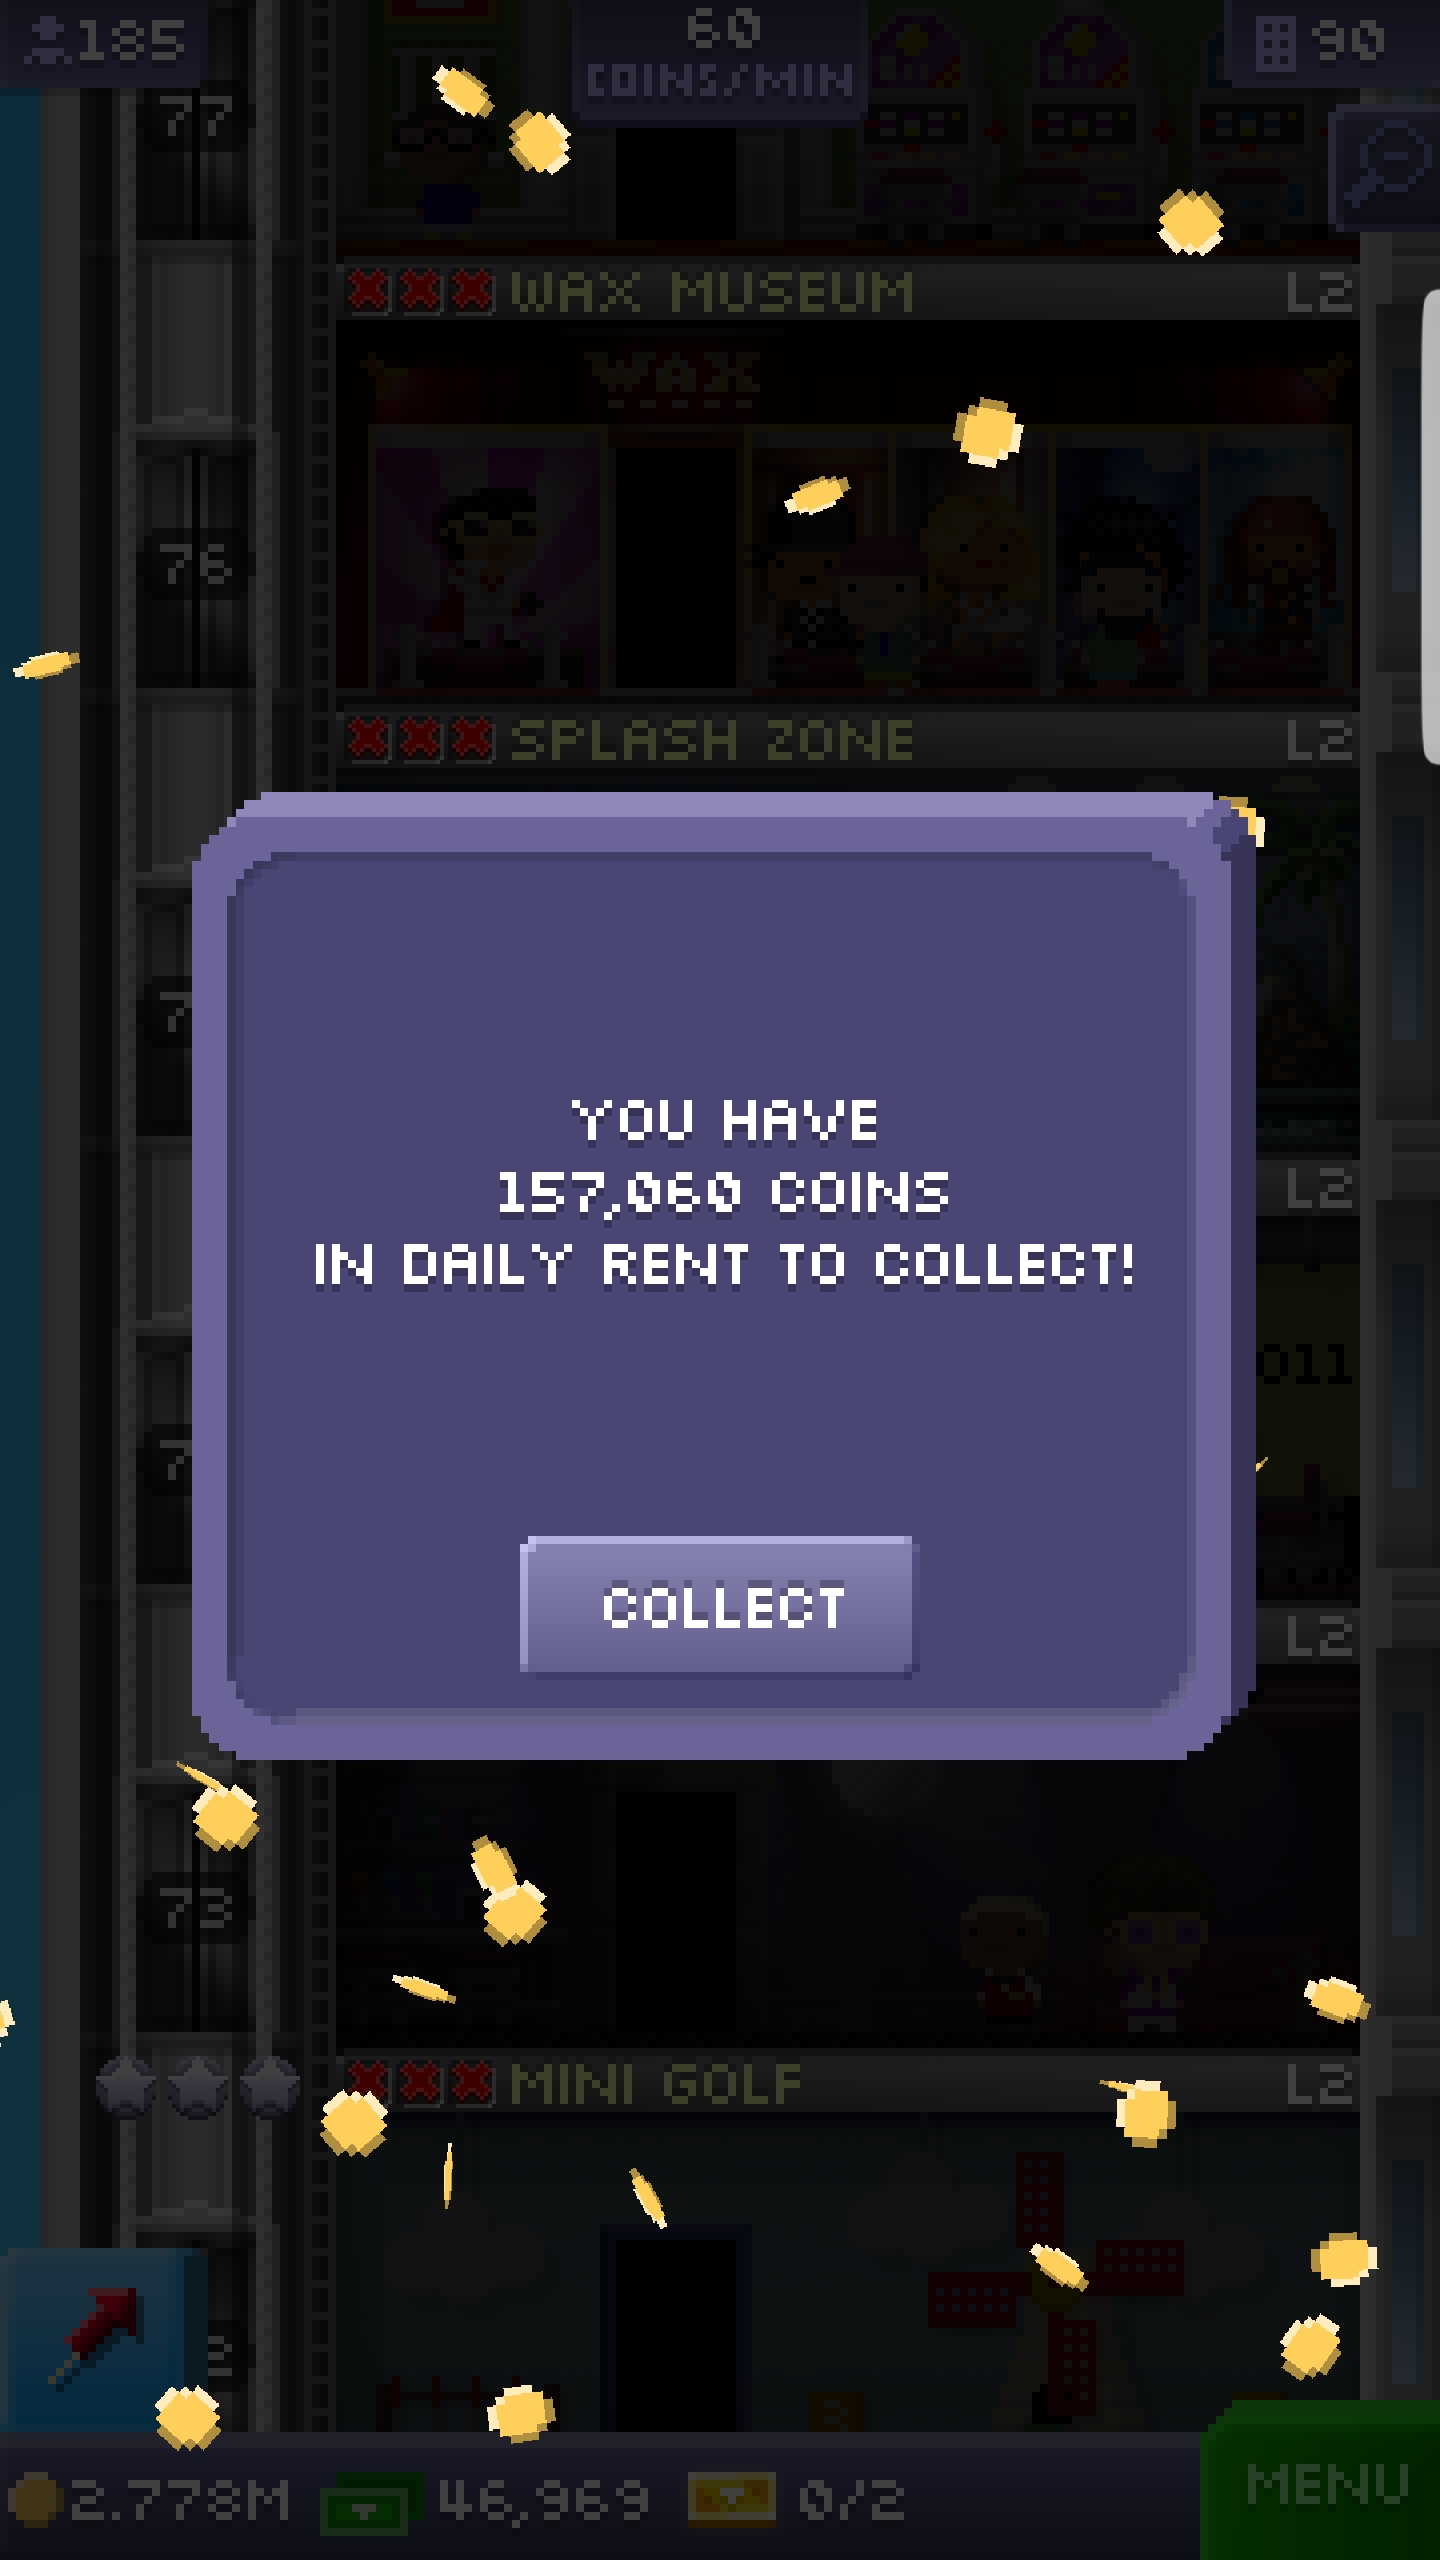 185
60
COINS/MIN
90
77
WAX MUSEUM
L2
WAX
76
SPLASH ZONE
L2
YOU HAVE
157,060 COINS
IN DAILY RENT TO COLLECT!
L2
011
L2
COLLECT
73
MINI GOLF
L2
2.778M
46,969
0/2
MENU